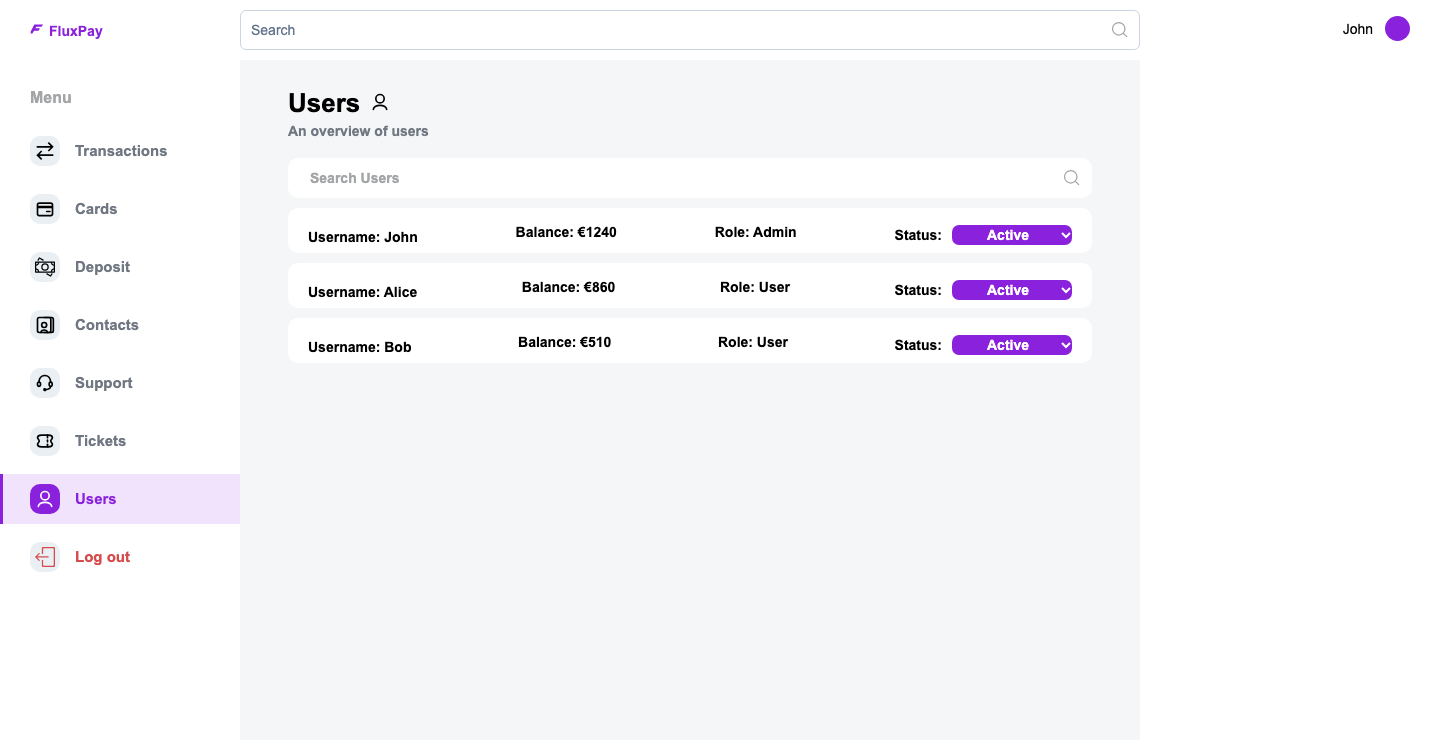 FluxPay
Search
John
Menu
Transactions
Cards
Deposit
Contacts
Support
Tickets
Users
Log out
Users
An overview of users
Search Users
Username: John Balance: €1240 Role: Admin Status: Active
Username: Alice Balance: €860 Role: User Status: Active
Username: Bob Balance: €510 Role: User Status: Active